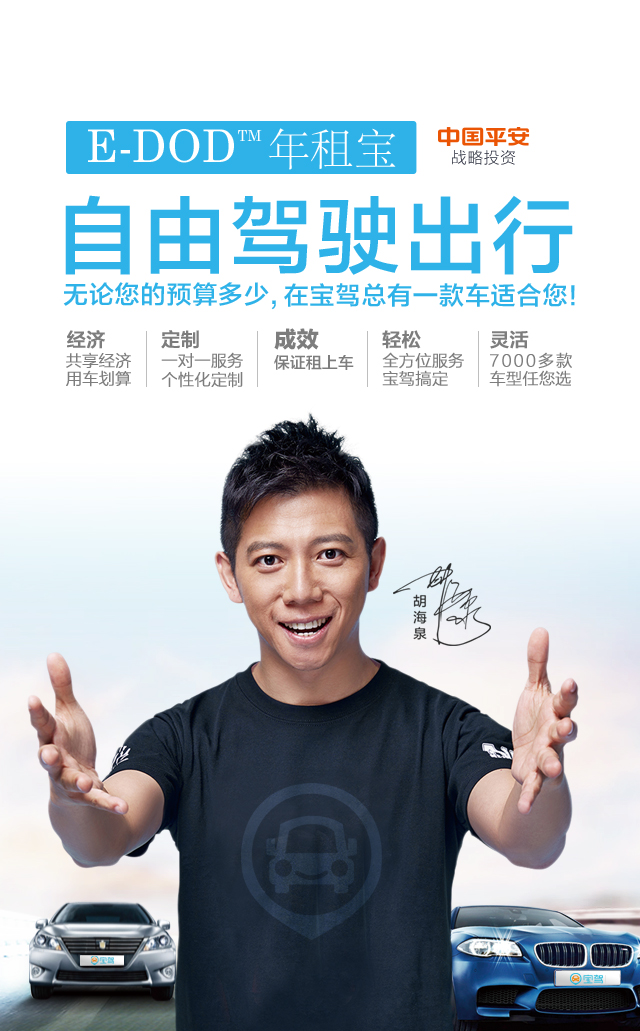 E-DOD™ 年租宝
中国平安
战略投资
自由驾驶出行
无论您的预算多少，在宝驾总有一款车适合您！
经济
共享经济
用车划算
定制
一对一服务
个性化定制
成效
保证租上车
轻松
全方位服务
宝驾搞定
灵活
7000多款
车型任您选
胡海泉
宝驾
宝驾